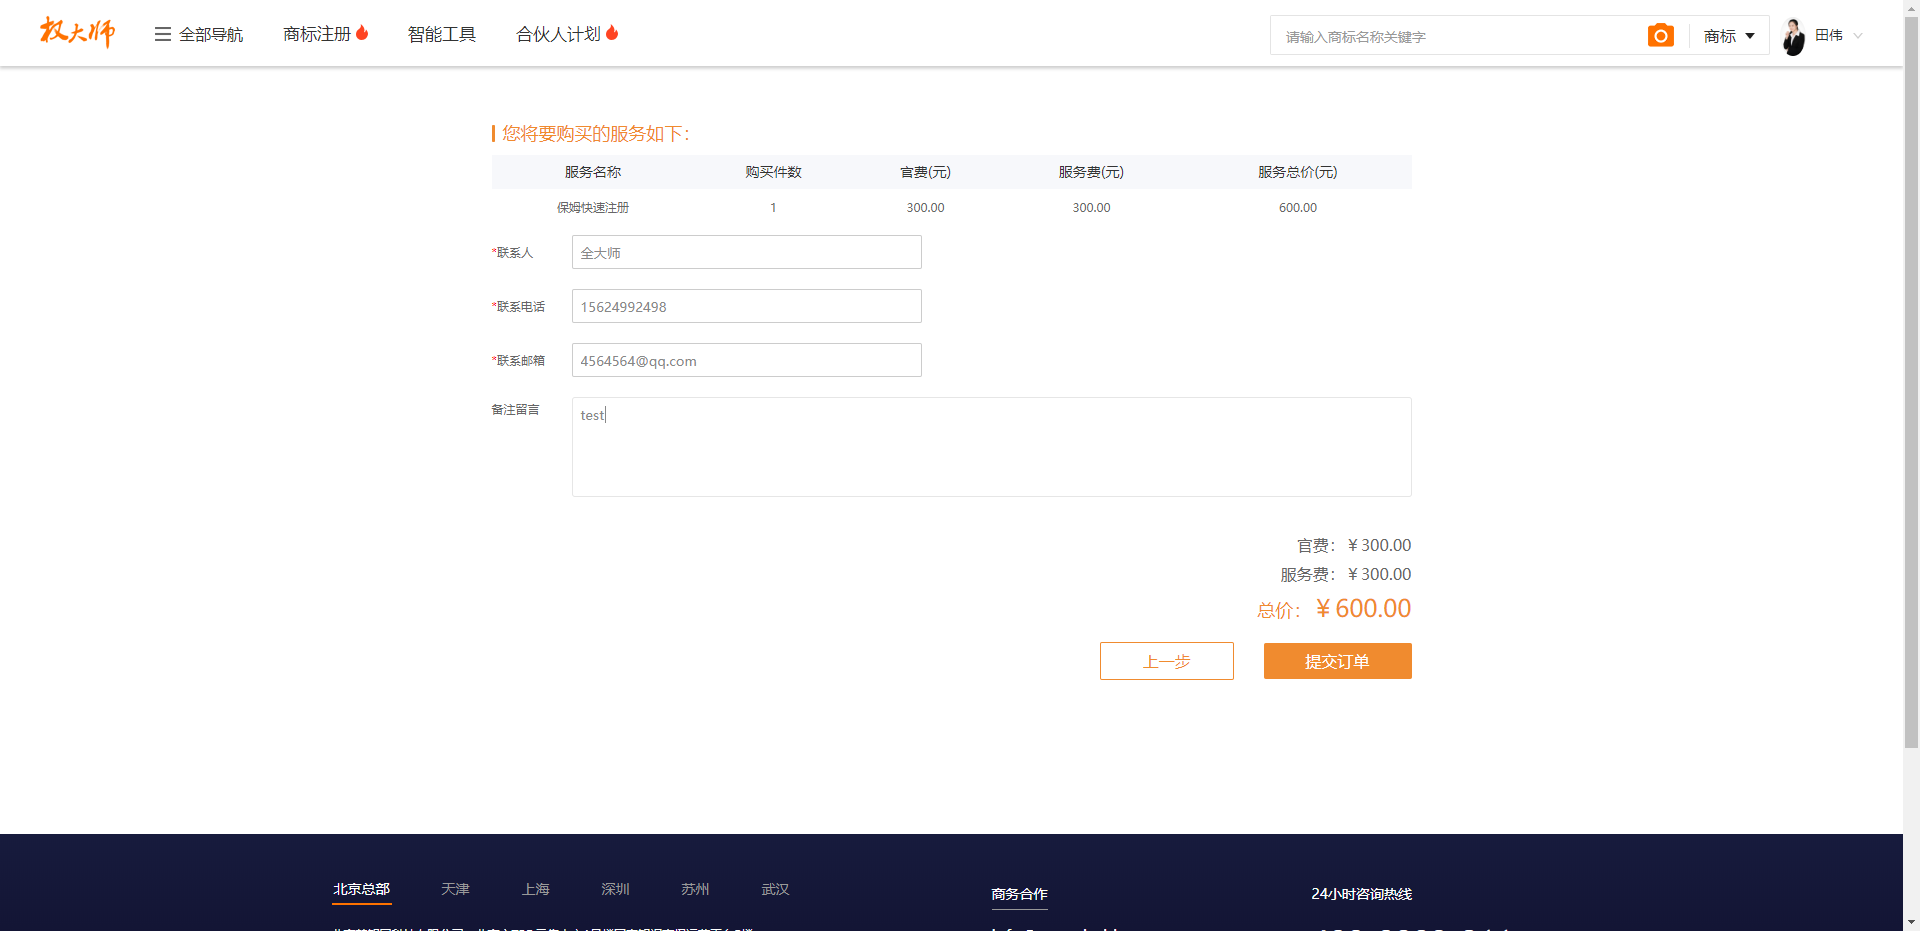 权大师
全部导航
商标注册
智能工具
合伙人计划
请输入商标名称关键字
商标
田伟
您将要购买的服务如下：
服务名称 购买件数 官费(元) 服务费(元) 服务总价(元)
保姆快速注册 1 300.00 300.00 600.00
*联系人 全大师
*联系电话 15624992498
*联系邮箱 4564564@qq.com
备注留言 test
官费：￥300.00
服务费：￥300.00
总价：￥600.00
上一步 提交订单
北京总部 天津 上海 深圳 苏州 武汉
商务合作
24小时咨询热线